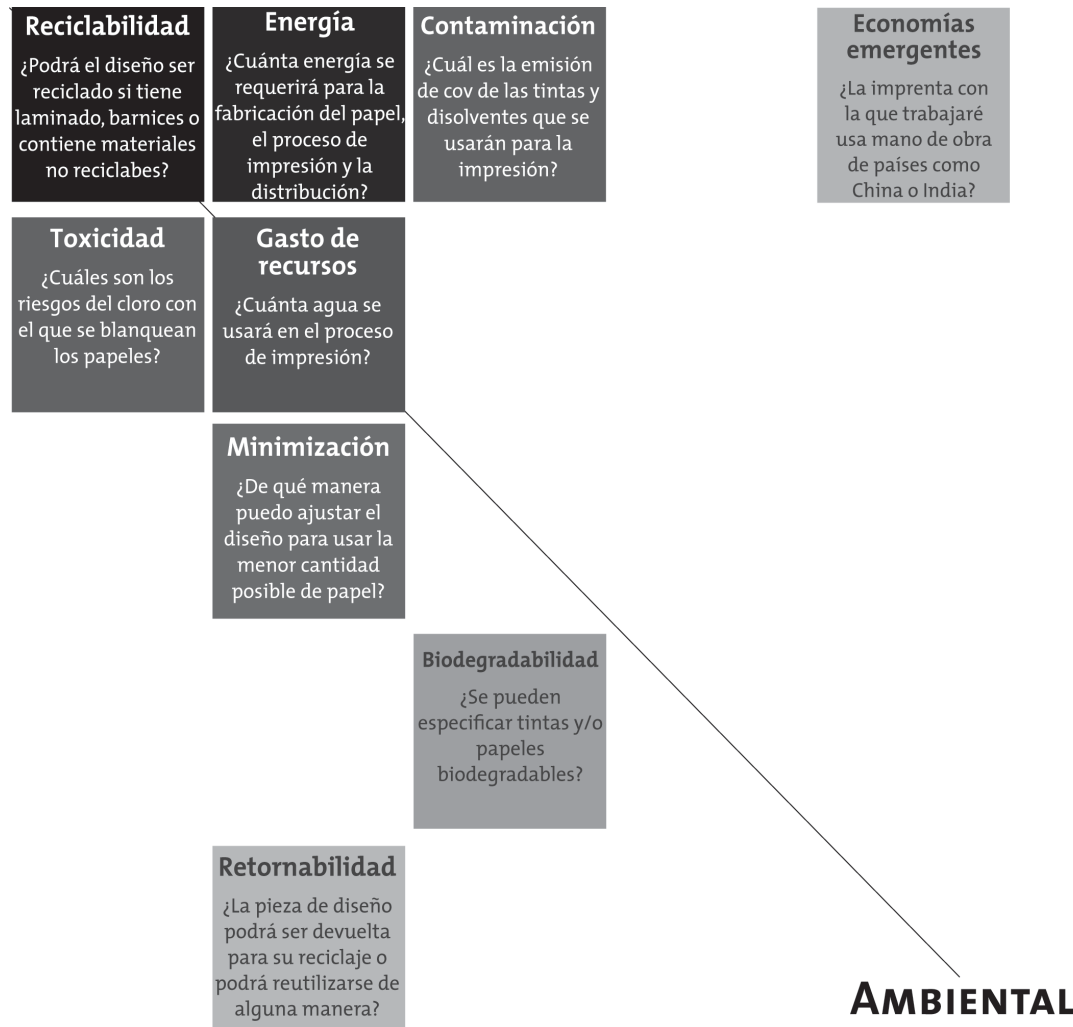 Reciclabilidad
¿Podrá el diseño ser
reciclado si tiene
laminado, barnices o
contiene materiales
no reciclabes?
Energía
¿Cuánta energía se
requerirá para la
fabricación del papel,
el proceso de
impresión y la
distribución?
Contaminación
¿Cuál es la emisión
de cov de las tintas y
disolventes que se
usarán para la
impresión?
Economías
emergentes
¿La imprenta con
la que trabajaré
usa mano de obra
de países como
China o India?
Toxicidad
¿Cuáles son los
riesgos del cloro con
el que se blanquean
los papeles?
Gasto de
recursos
¿Cuánta agua se
usará en el proceso
de impresión?
Minimización
¿De qué manera
puedo ajustar el
diseño para usar la
menor cantidad
posible de papel?
Biodegradabilidad
¿Se pueden
especificar tintas y/o
papeles
biodegradables?
Retornabilidad
¿La pieza de diseño
podrá ser devuelta
para su reciclaje o
podrá reutilizarse de
alguna manera?
AMBIENTAL